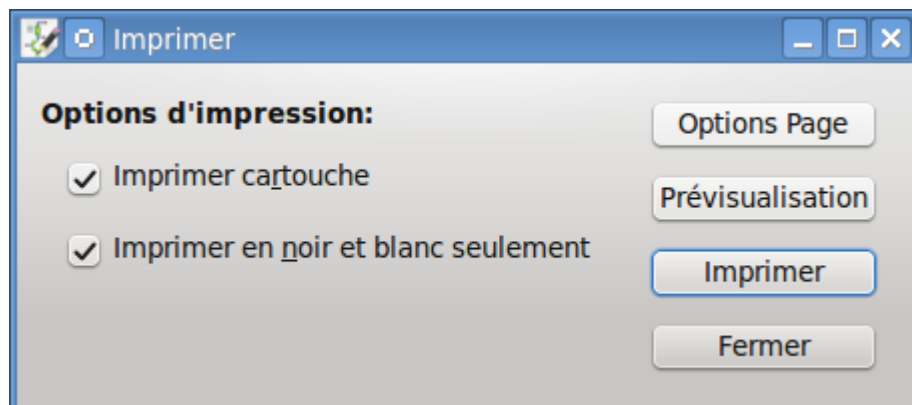 Imprimer
Options d'impression:
Imprimer cartouche
Imprimer en noir et blanc seulement
Options Page
Prévisualisation
Imprimer
Fermer